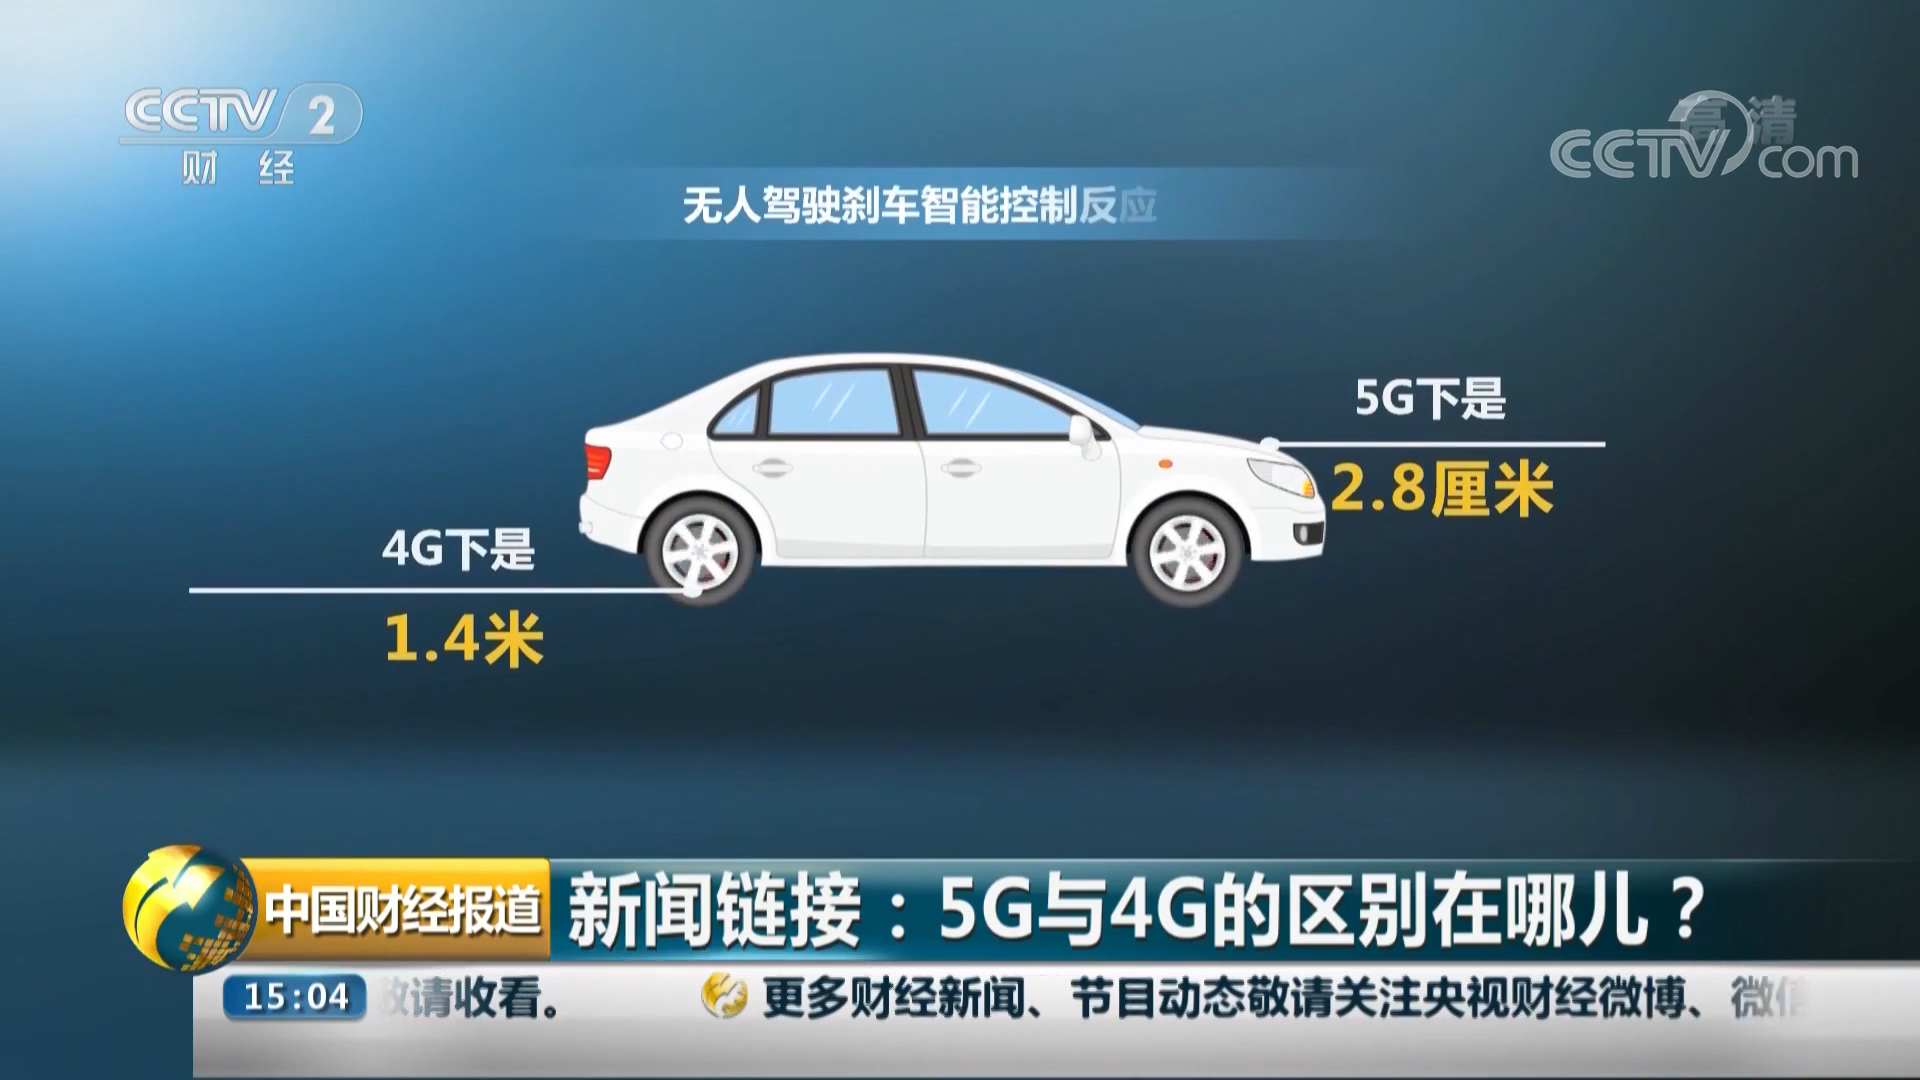 CCTV 2
财经
高清
CCTV com
无人驾驶刹车智能控制反应
5G下是
2.8厘米
4G下是
1.4米
中国财经报道
新闻链接：5G与4G的区别在哪儿？
15:04
敬请收看。 更多财经新闻、节目动态敬请关注央视财经微博、微信